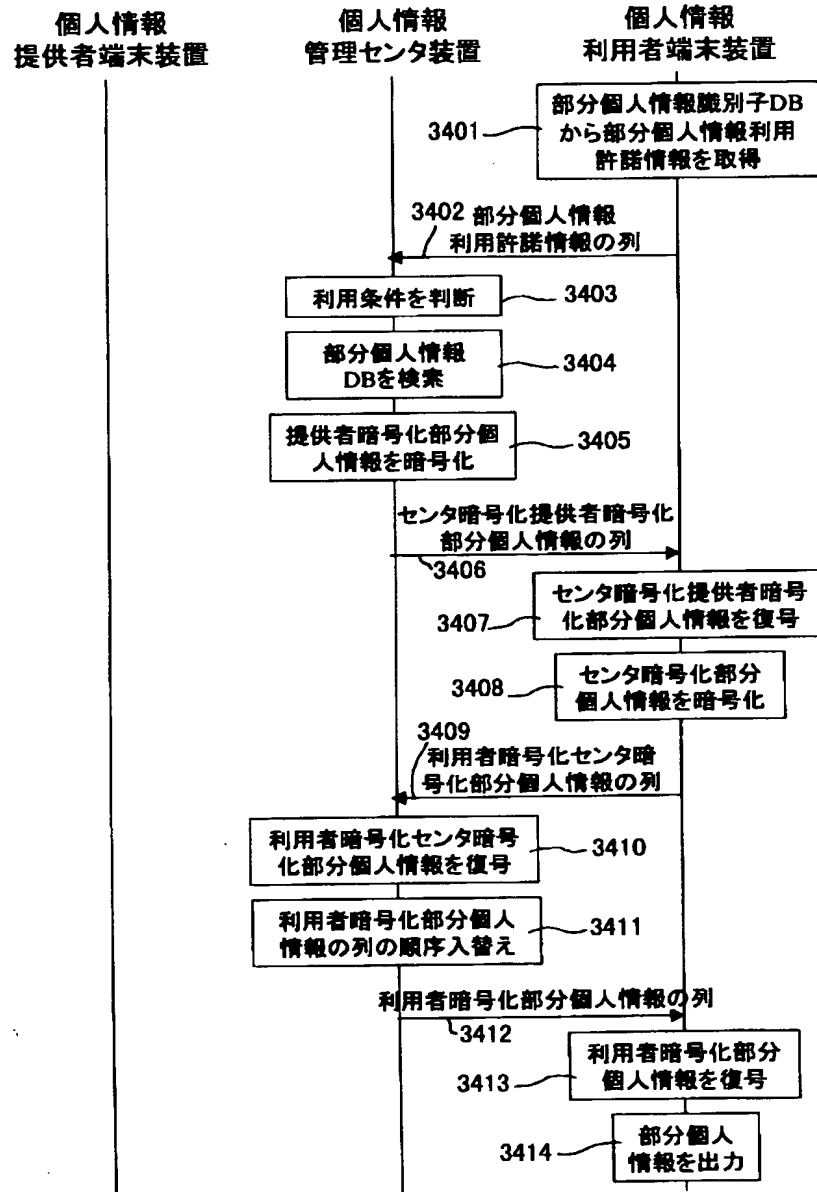 個人情報
提供者端末装置
個人情報
管理センタ装置
個人情報
利用者端末装置
部分個人情報識別子DB
から部分個人情報利用
許諾情報を取得
3401
3402 部分個人情報
利用許諾情報の列
利用条件を判断
3403
部分個人情報
DBを検索
3404
提供者暗号化部分個
人情報を暗号化
3405
センタ暗号化提供者暗号化
部分個人情報の列
3406
センタ暗号化提供者暗号
化部分個人情報を復号
3407
センタ暗号化部分
個人情報を暗号化
3408
3409
利用者暗号化センタ暗
号化部分個人情報の列
利用者暗号化センタ暗号
化部分個人情報を復号
3410
利用者暗号化部分個人
情報の列の順序入替え
3411
利用者暗号化部分個人情報の列
3412
利用者暗号化部分
個人情報を復号
3413
部分個人
情報を出力
3414